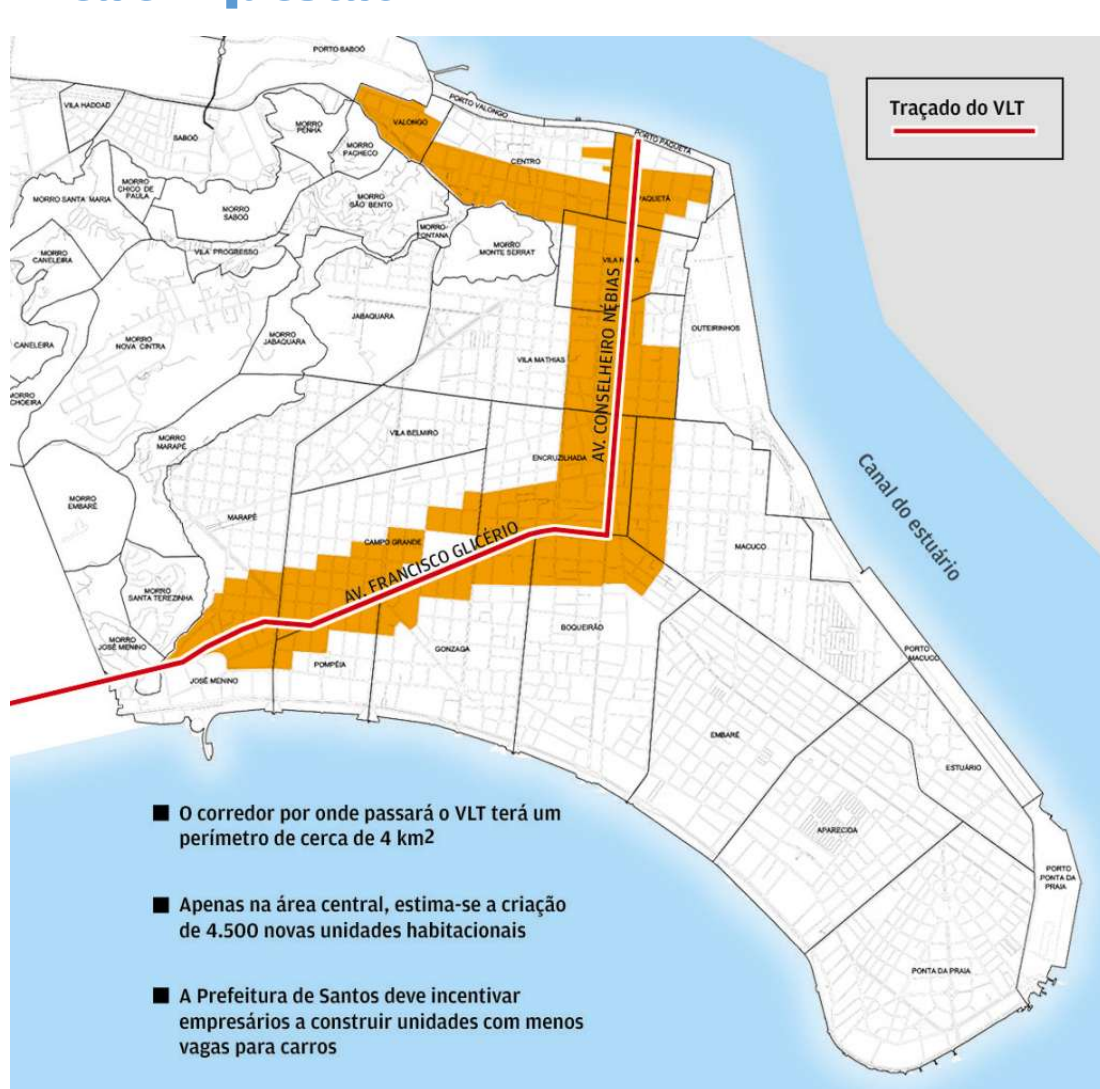 PORTO SABOÓ
Traçado do VLT
VILA HADDAD
SABOÓ
MORRO
PENHA
MORRO
PACHECO
VALONGO
PORTO VALONGO
CENTRO
PORTO PAQUETÁ
PAQUETÁ
MORRO SANTA MARIA
MORRO
CHICO DE
PAULA
MORRO
SABOÓ
MORRO
SÃO BENTO
MORRO
FONTANA
MORRO
MONTE SERRAT
MORRO
CANELEIRA
VILA PROGRESSO
VILA
CANELEIRA
MORRO
NOVA CINTRA
JABAQUARA
MORRO
JABAQUARA
OUTEIRINHOS
VILA MATHIAS
AV. CONSELHEIRO NÉBIAS
MORRO
MORRO
MARAPÉ
VILA BELMIRO
ENCRUZILHADA
Canal do estuário
MORRO
EMBARÉ
MARAPÉ
CAMPO GRANDE
AV. FRANCISCO GLICÉRIO
MACUCO
MORRO
SANTA TEREZINHA
MORRO
JOSÉ MENINO
JOSÉ MENINO
POMPÉIA
GONZAGA
BOQUEIRÃO
PORTO
MACUCO
EMBARÉ
ESTUÁRIO
APARECIDA
PORTO
PONTA DA
PRAIA
PONTA DA PRAIA
■ O corredor por onde passará o VLT terá um
perímetro de cerca de 4 km2
■ Apenas na área central, estima-se a criação
de 4.500 novas unidades habitacionais
■ A Prefeitura de Santos deve incentivar
empresários a construir unidades com menos
vagas para carros